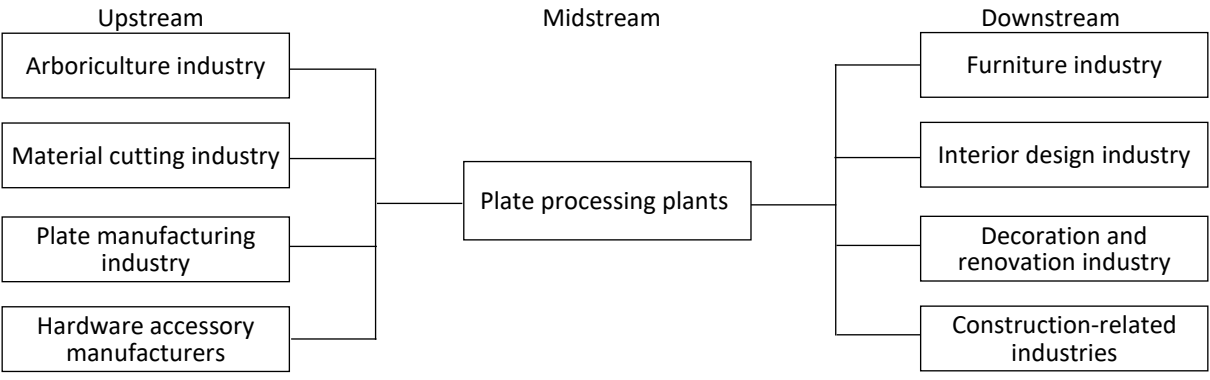 Upstream
Midstream
Downstream
Arboriculture industry
Material cutting industry
Plate manufacturing
industry
Hardware accessory
manufacturers
Plate processing plants
Furniture industry
Interior design industry
Decoration and
renovation industry
Construction-related
industries